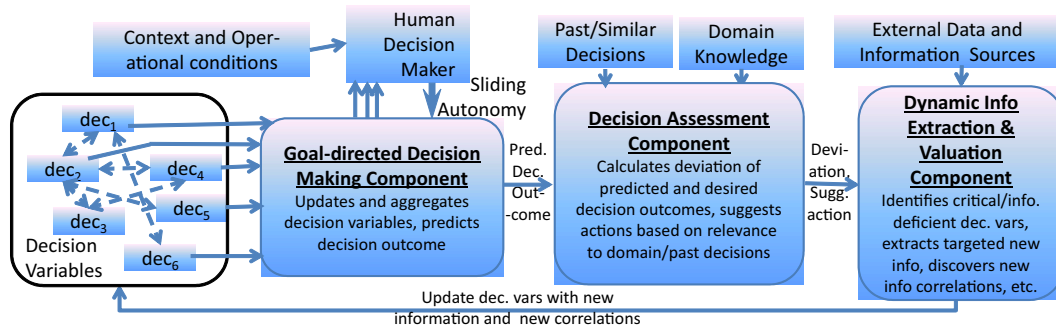 Context and Oper-
ational conditions
Human
Decision
Maker
Sliding
Autonomy
Past/Similar
Decisions
Domain
Knowledge
External Data and
Information Sources
dec1
dec2
dec3
dec4
dec5
dec6
Decision
Variables
Goal-directed Decision
Making Component
Updates and aggregates
decision variables, predicts
decision outcome
Pred.
Dec.
Out-
-come
Decision Assessment
Component
Calculates deviation of
predicted and desired
decision outcomes, suggests
actions based on relevance
to domain/past decisions
Devi-
ation,
Sugg.
action
Dynamic Info
Extraction &
Valuation
Component
Identifies critical/info.
deficient dec. vars,
extracts targeted new
info, discovers new
info correlations, etc.
Update dec. vars with new
information and new correlations